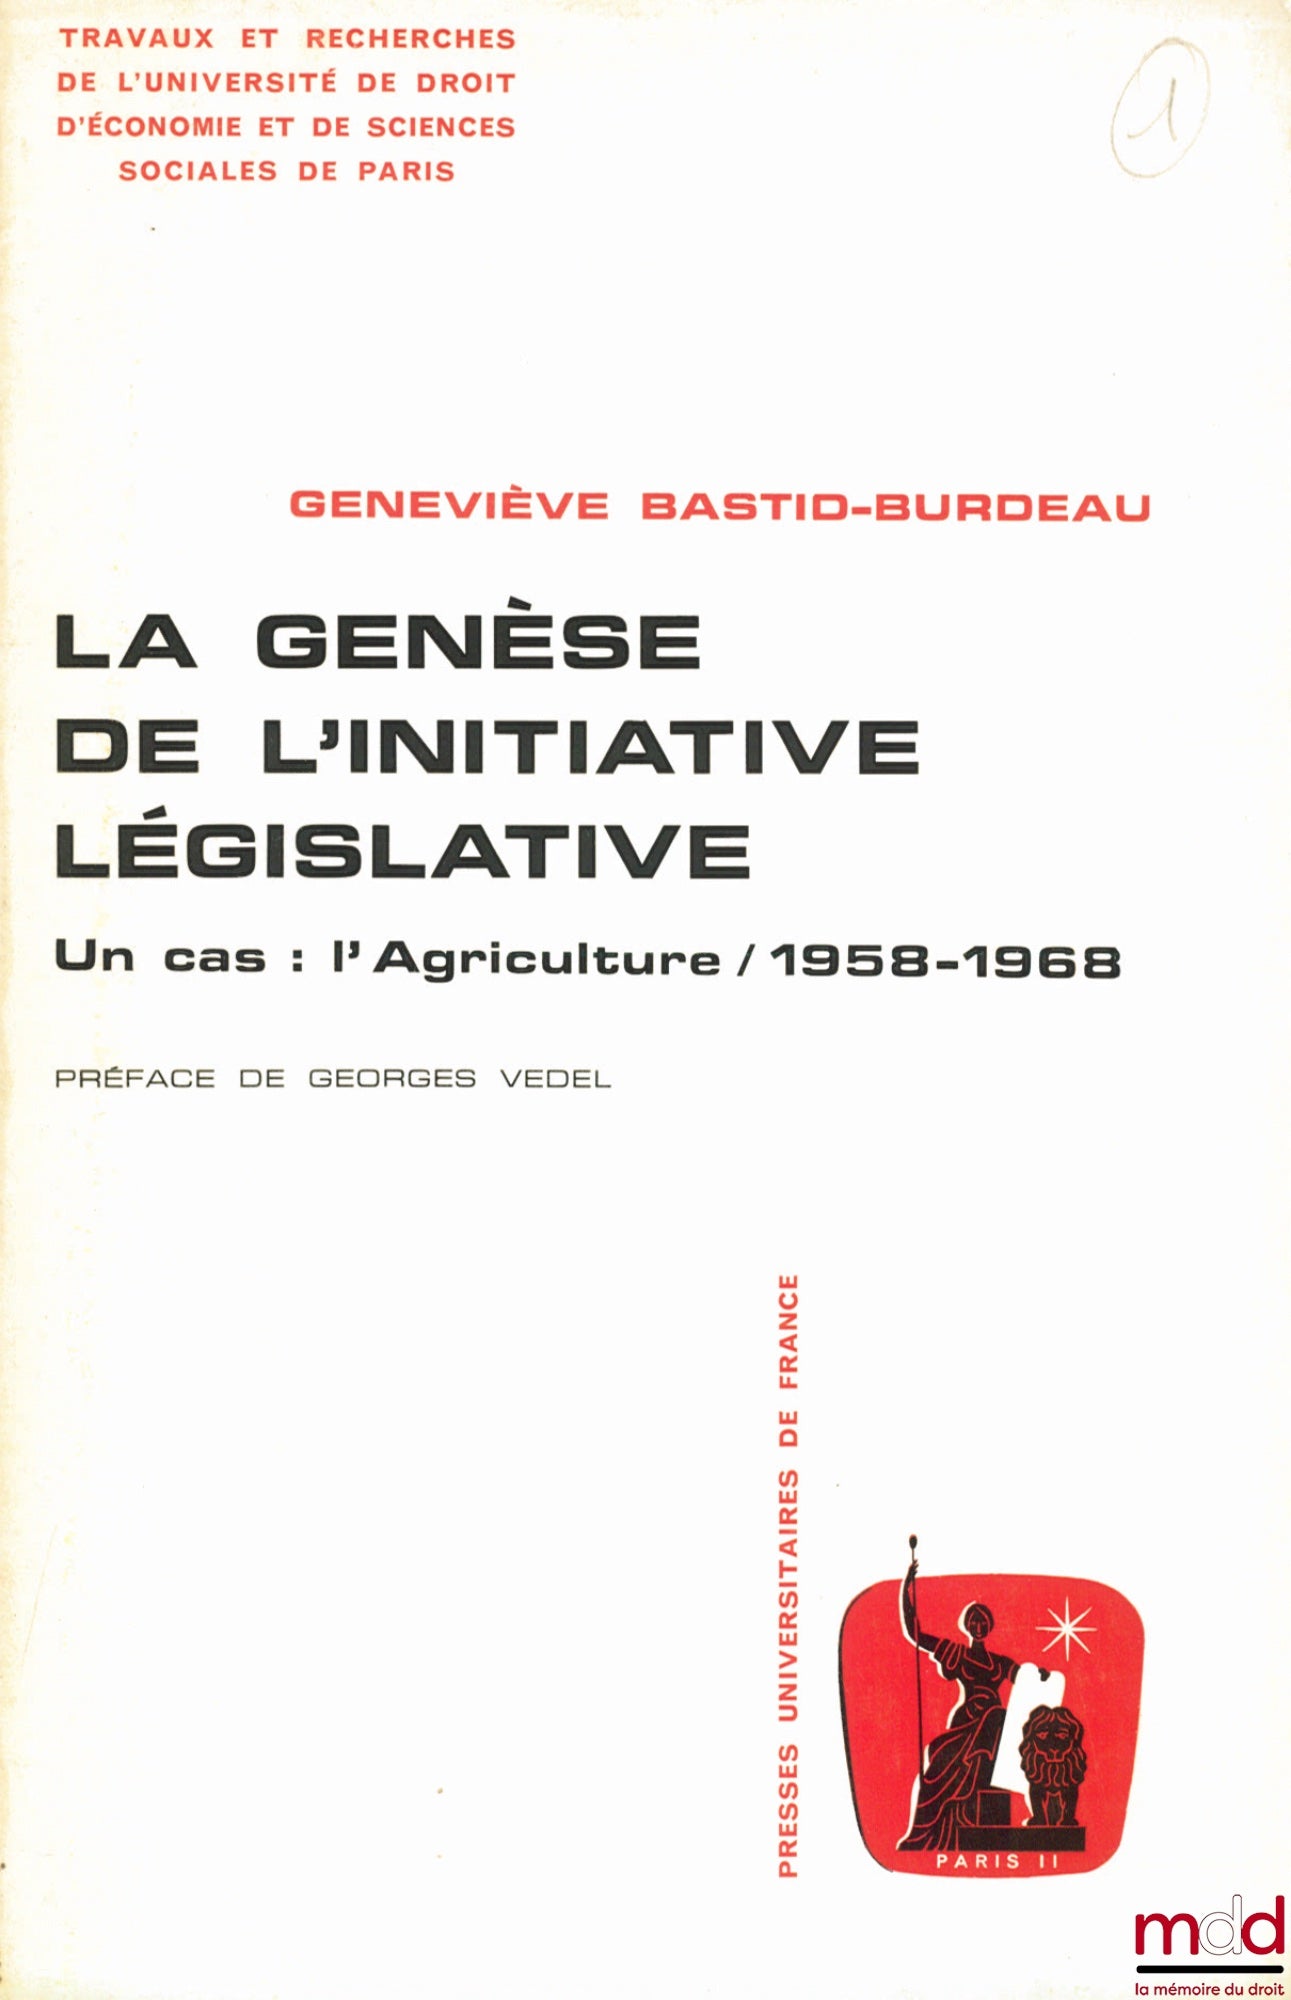 TRAVAUX ET RECHERCHES
DE L'UNIVERSITÉ DE DROIT
D'ÉCONOMIE ET DE SCIENCES
SOCIALES DE PARIS
1
GENEVIÈVE BASTID-BURDEAU
LA GENÈSE
DE L'INITIATIVE
LÉGISLATIVE
Un cas : l'Agriculture / 1958-1968
PRÉFACE DE GEORGES VEDEL
PRESSES UNIVERSITAIRES DE FRANCE
PARIS II
mdd
la mémoire du droit